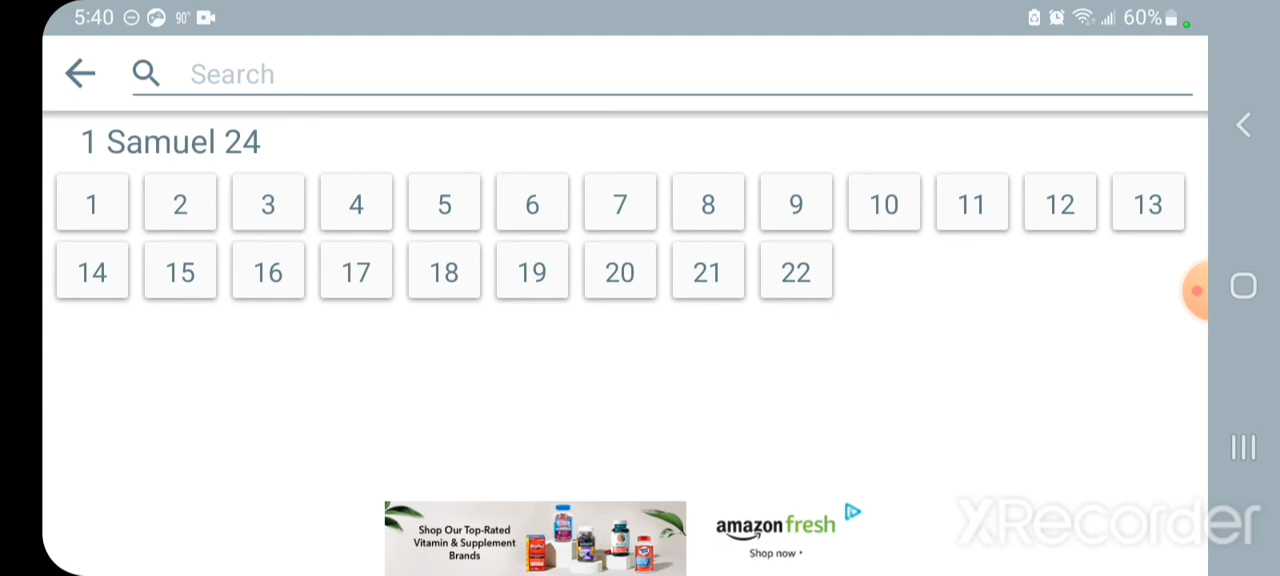 5:40 90° 60%
Search
1 Samuel 24
1 2 3 4 5 6 7 8 9 10 11 12 13
14 15 16 17 18 19 20 21 22
Shop Our Top-Rated
Vitamin & Supplement
Brands
amazon fresh
Shop now
XRecorder